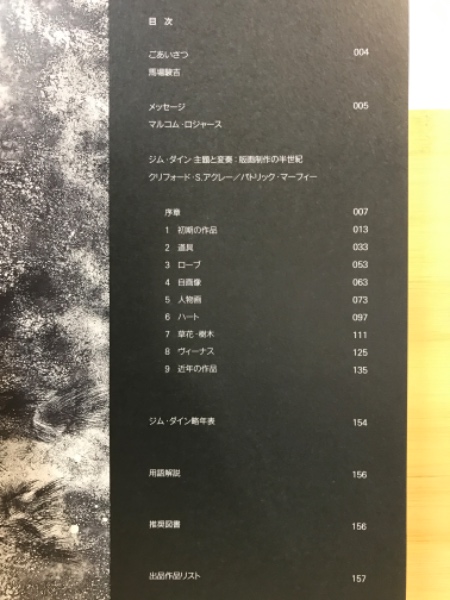 目 次
ごあいさつ 004
馬場駿吉
メッセージ 005
マルコム・ロジャース
ジム・ダイン 主題と変奏：版画制作の半世紀
クリフォード・S.アクレー／パトリック・マーフィー
序章 007
1 初期の作品 013
2 道具 033
3 ローブ 053
4 自画像 063
5 人物画 073
6 ハート 097
7 草花・樹木 111
8 ヴィーナス 125
9 近年の作品 135
ジム・ダイン略年表 154
用語解説 156
推奨図書 156
出品作品リスト 157